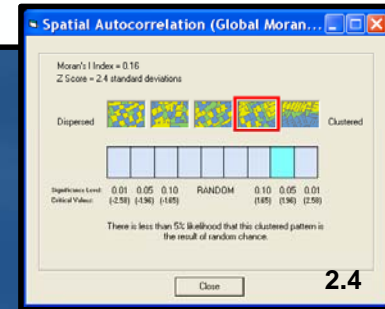 Spatial Autocorrelation (Global Moran...
Moran's I Index = 0.16
Z Score = 2.4 standard deviations
Dispersed
Clustered
Significance Level: 0.01 0.05 0.10 RANDOM 0.10 0.05 0.01
Critical Values: (-2.58) (-1.96) (-1.65) (1.65) (1.96) (2.58)
There is less than 5% likelihood that this clustered pattern is
the result of random chance.
Close
2.4